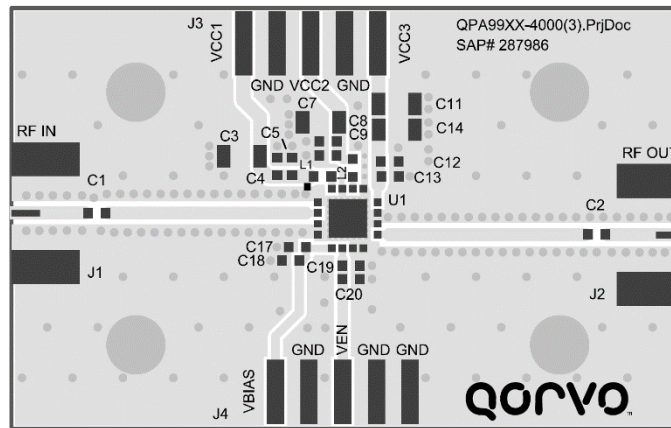 QPA99XX-4000(3).PrjDoc
SAP# 287986
J3
VCC1
GND
VCC2
GND
VCC3
C7
C11
C8
C9
C14
RF IN
C3
C5
C4
L1
L2
C12
C13
RF OUT
C1
U1
C2
C17
C18
C19
C20
J1
J2
VBIAS
GND
VEN
GND
GND
J4
QORVO